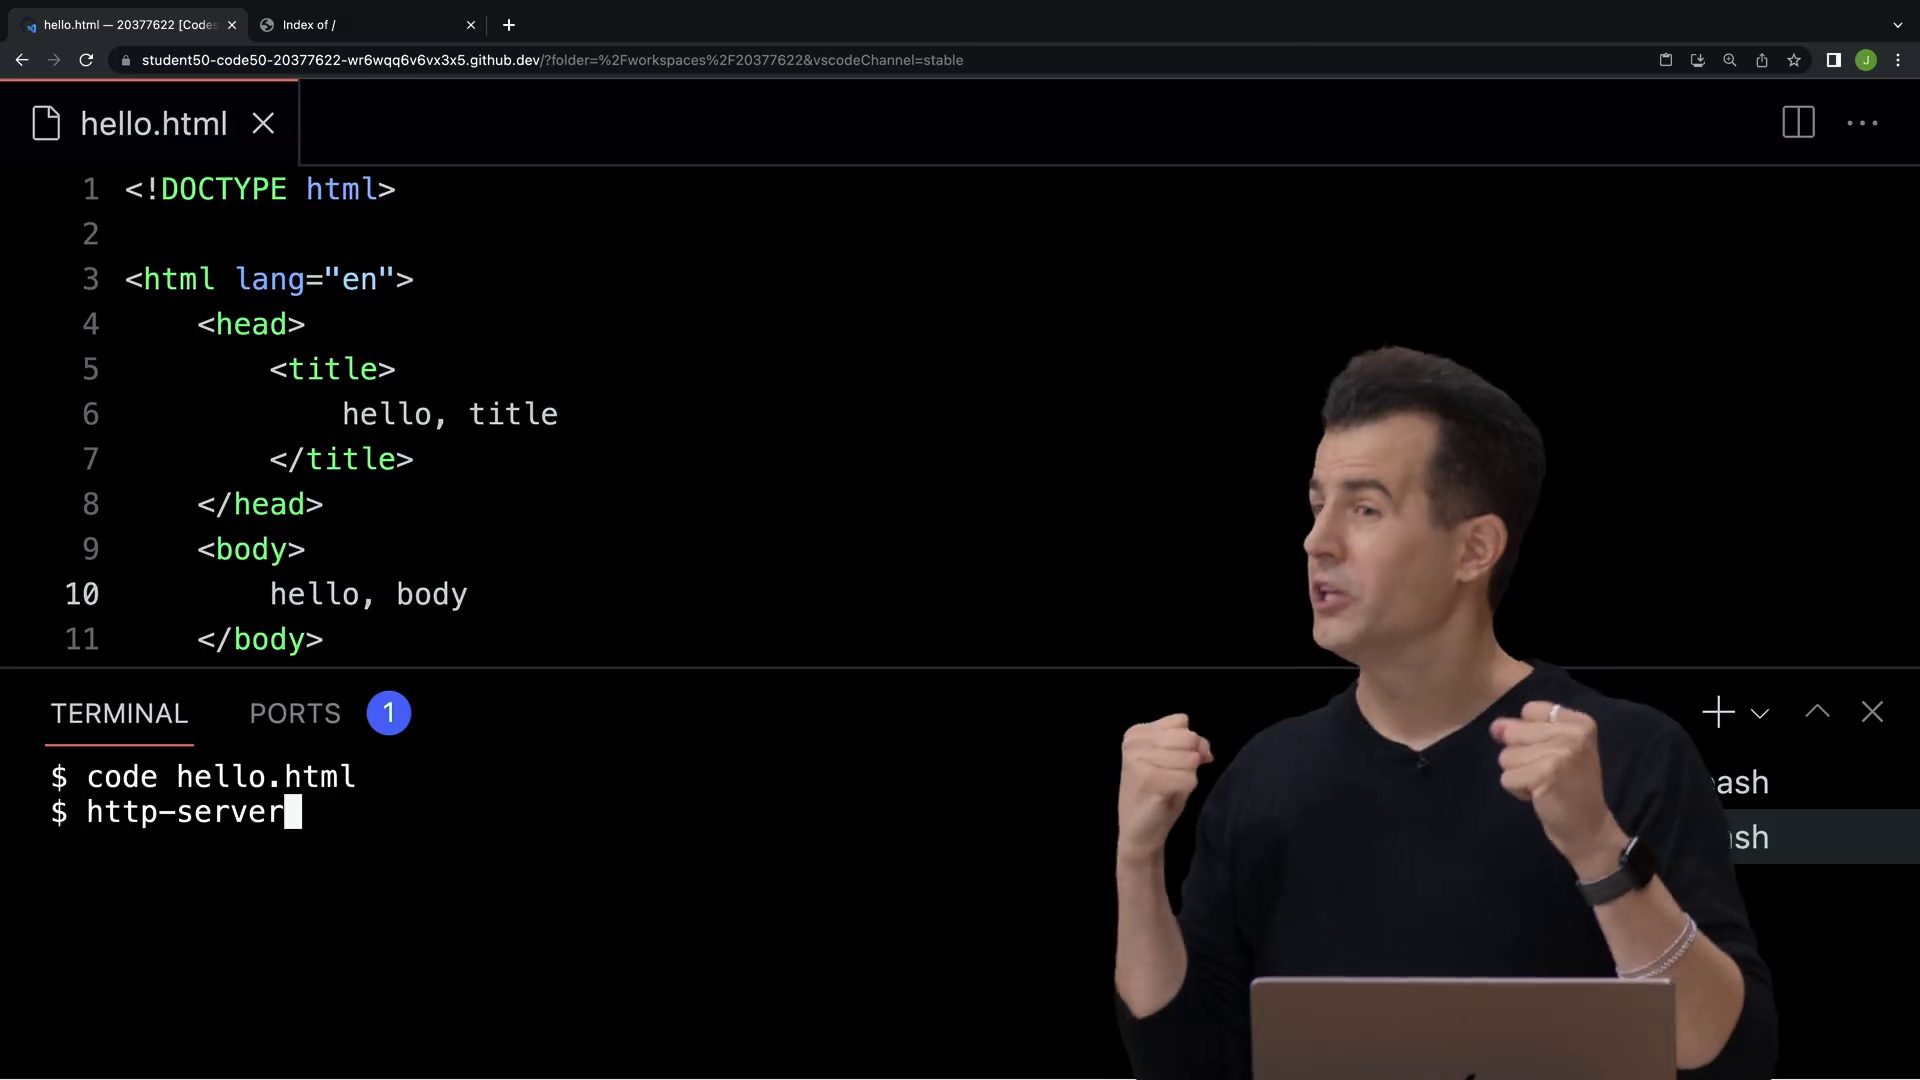 hello.html — 20377622 [Codes
Index of /
student50-code50-20377622-wr6wqq6v6vx3x5.github.dev/?folder=%2Fworkspaces%2F20377622&vscodeChannel=stable
J
hello.html
1 <!DOCTYPE html>
2
3 <html lang="en">
4 <head>
5 <title>
6 hello, title
7 </title>
8 </head>
9 <body>
10 hello, body
11 </body>
TERMINAL PORTS 1
$ code hello.html
$ http-server
ash
sh